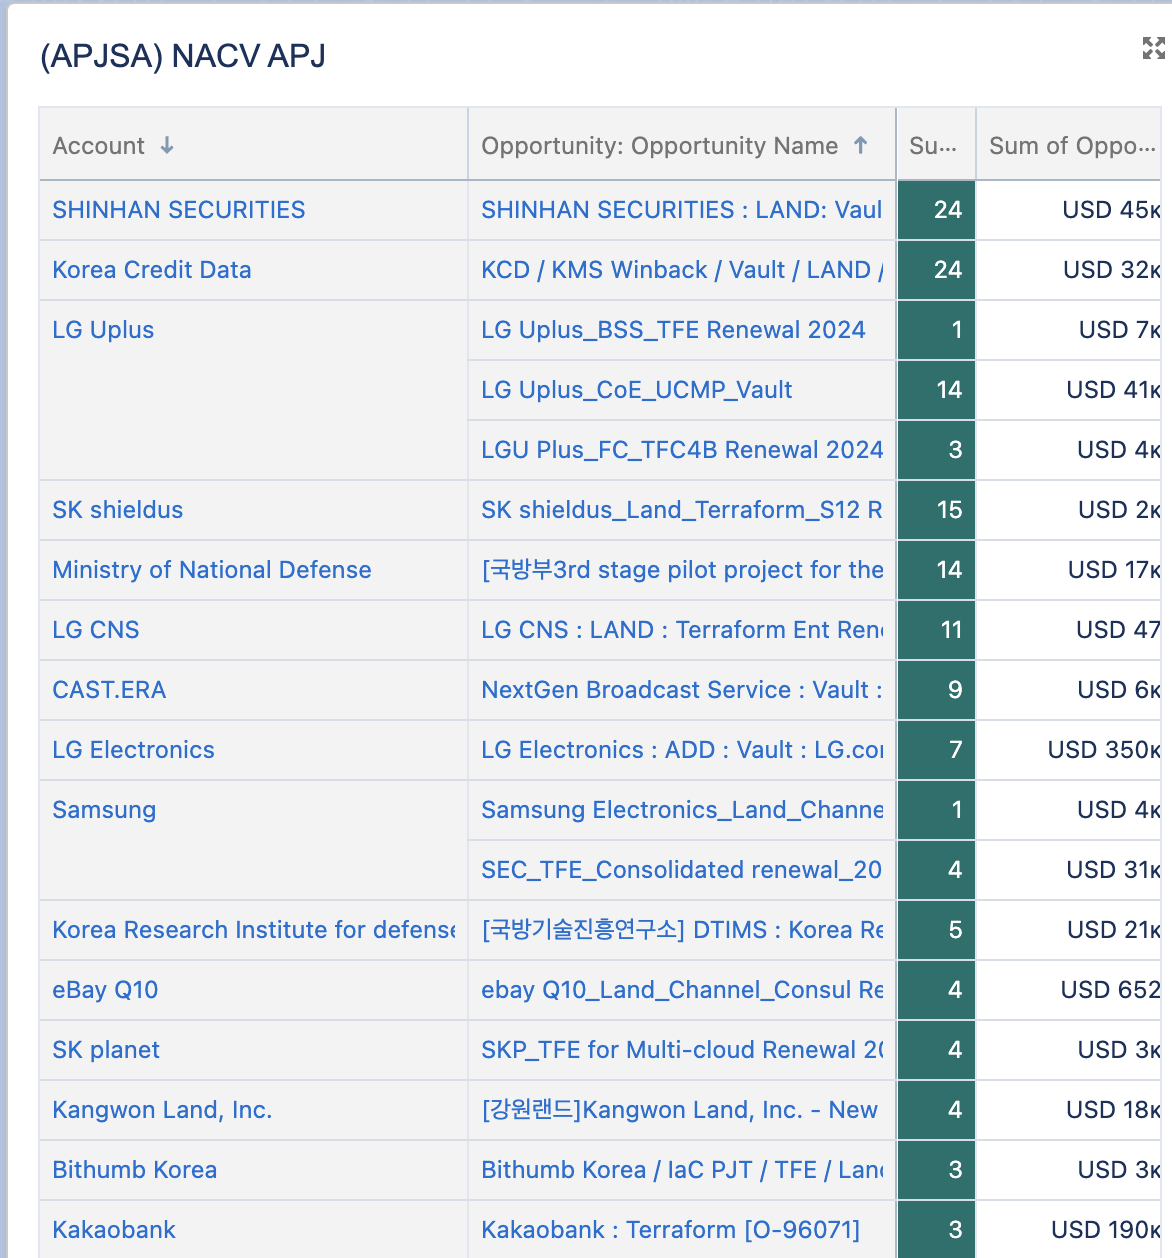 (APJSA) NACV APJ
Account ↓ Opportunity: Opportunity Name ↑ Su... Sum of Oppo...
SHINHAN SECURITIES SHINHAN SECURITIES : LAND: Vaul 24 USD 45K
Korea Credit Data KCD / KMS Winback / Vault / LAND / 24 USD 32K
LG Uplus LG Uplus_BSS_TFE Renewal 2024 1 USD 7K
LG Uplus_CoE_UCMP_Vault 14 USD 41K
LGU Plus_FC_TFC4B Renewal 2024 3 USD 4K
SK shieldus SK shieldus_Land_Terraform_S12 R 15 USD 2K
Ministry of National Defense [국방부3rd stage pilot project for the 14 USD 17K
LG CNS LG CNS : LAND : Terraform Ent Ren 11 USD 47
CAST.ERA NextGen Broadcast Service : Vault : 9 USD 6K
LG Electronics LG Electronics : ADD : Vault : LG.co 7 USD 350K
Samsung Samsung Electronics_Land_Channe 1 USD 4K
SEC_TFE_Consolidated renewal_20 4 USD 31K
Korea Research Institute for defense [국방기술진흥연구소] DTIMS : Korea Re 5 USD 21K
eBay Q10 ebay Q10_Land_Channel_Consul Re 4 USD 652
SK planet SKP_TFE for Multi-cloud Renewal 20 4 USD 3K
Kangwon Land, Inc. [강원랜드]Kangwon Land, Inc. - New 4 USD 18K
Bithumb Korea Bithumb Korea / IaC PJT / TFE / Lan 3 USD 3K
Kakaobank Kakaobank : Terraform [O-96071] 3 USD 190K